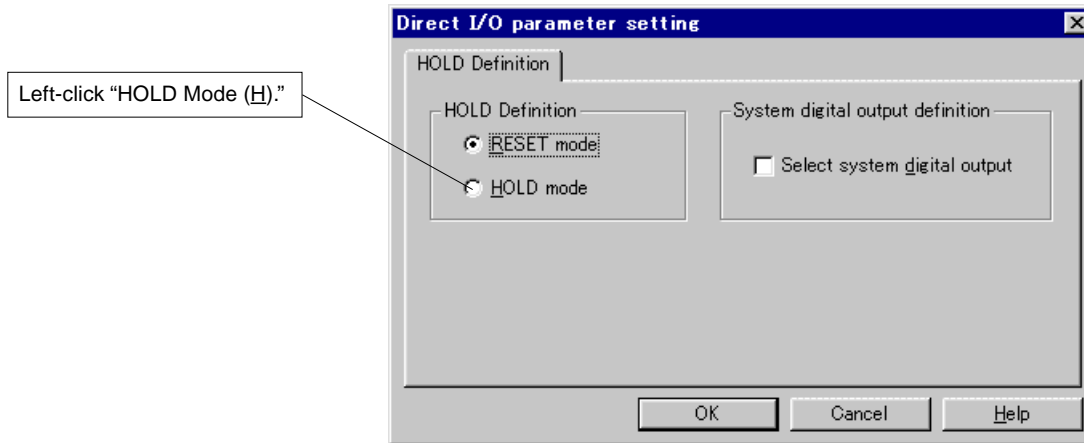 Direct I/O parameter setting
HOLD Definition
Left-click “HOLD Mode (H).”
HOLD Definition
RESET mode
HOLD mode
System digital output definition
Select system digital output
OK
Cancel
Help